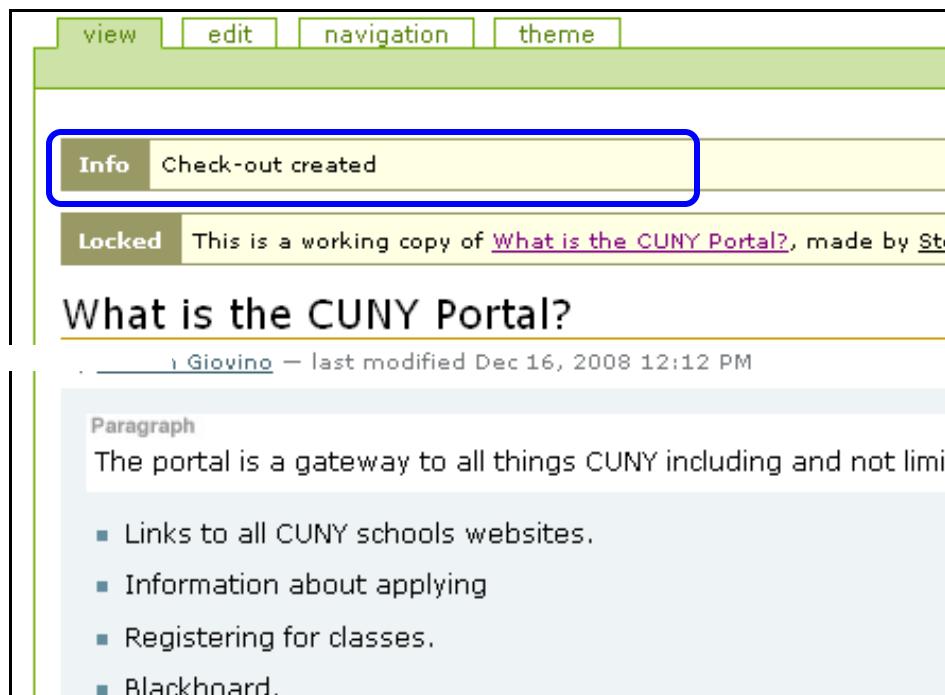 view edit navigation theme
Info Check-out created
Locked This is a working copy of What is the CUNY Portal?, made by
What is the CUNY Portal?
Giovino — last modified Dec 16, 2008 12:12 PM
Paragraph
The portal is a gateway to all things CUNY including and not
Links to all CUNY schools websites.
Information about applying
Registering for classes.
Blackboard.